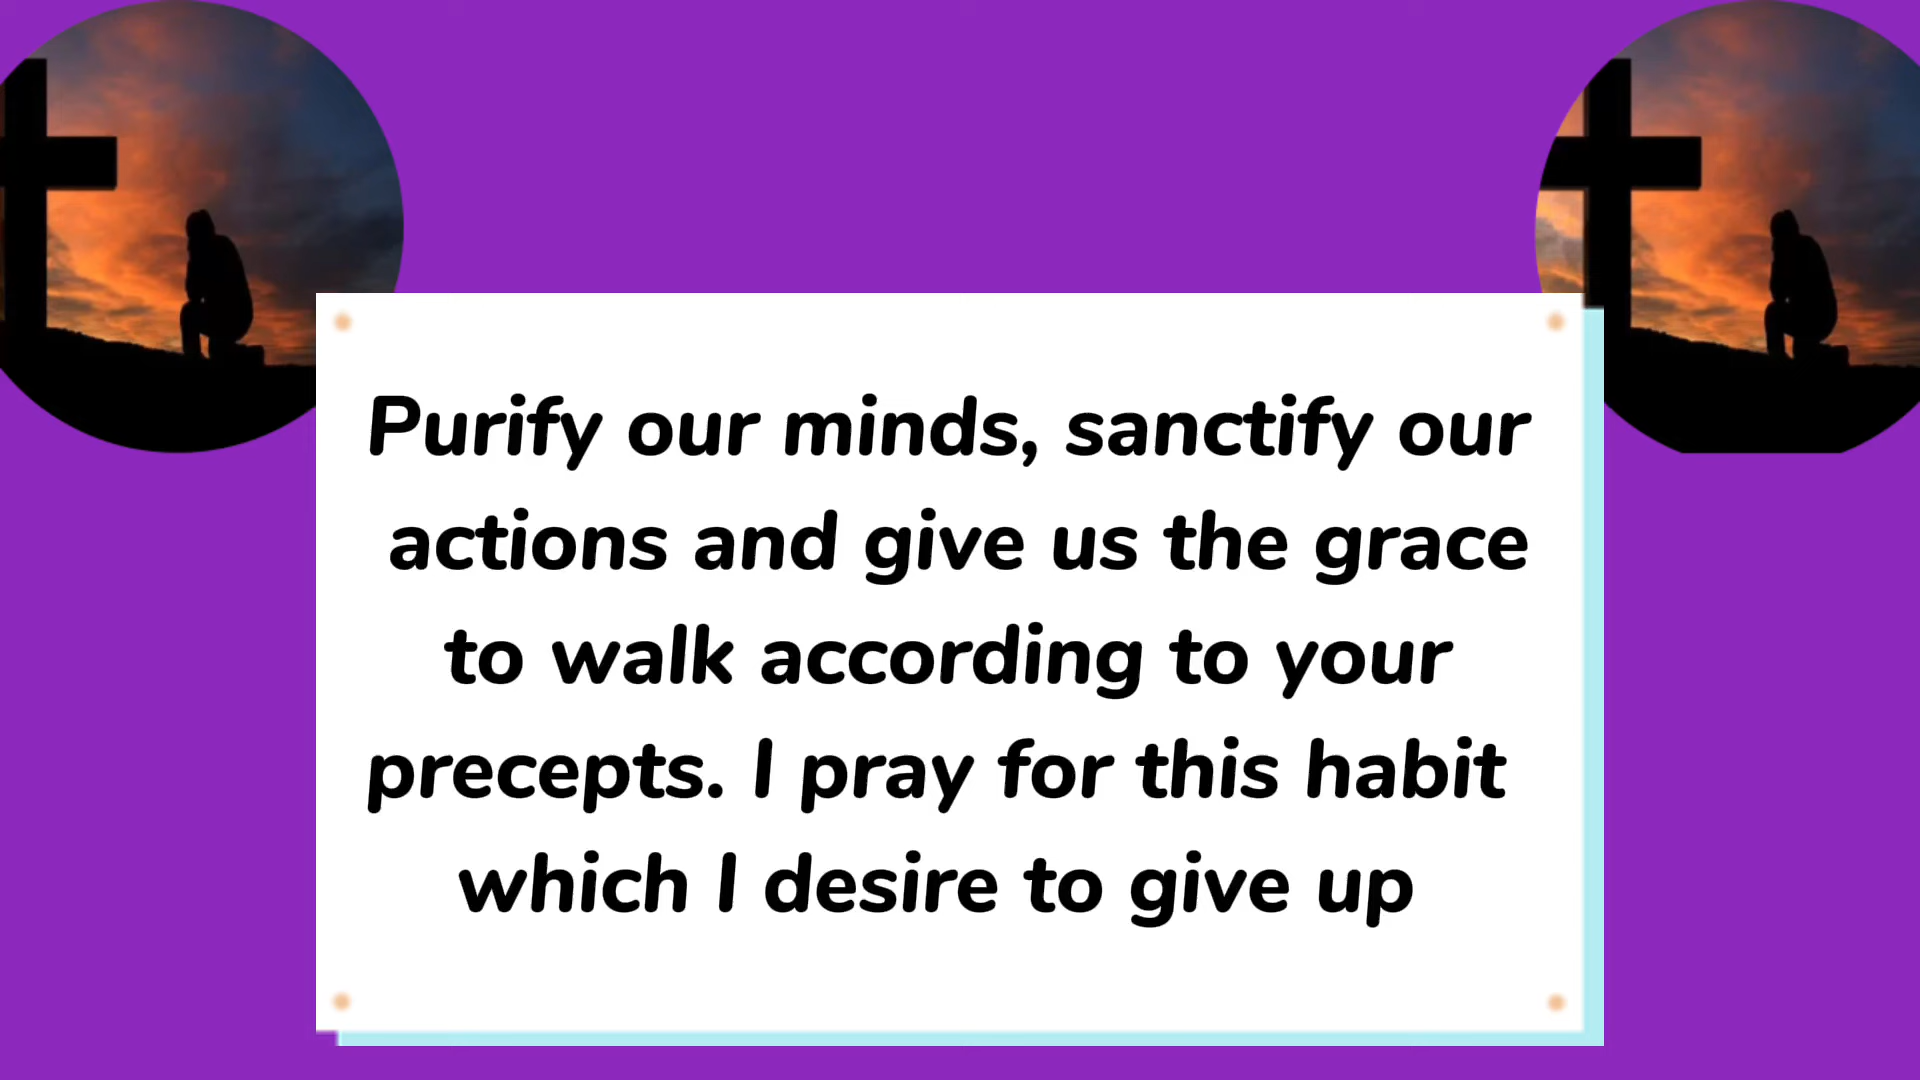 Purify our minds, sanctify our
actions and give us the grace
to walk according to your
precepts. I pray for this habit
which I desire to give up